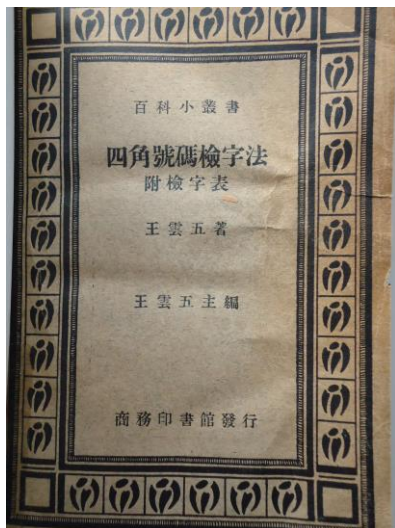 百科小叢書
四角號碼檢字法
附檢字表
王雲五著
王雲五主編
商務印書館發行